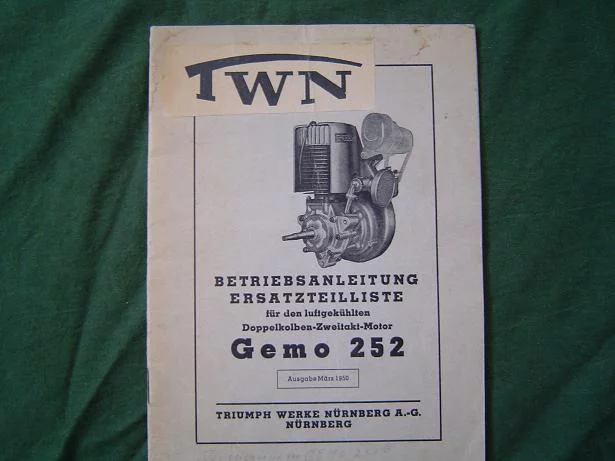 TWN
BETRIEBSANLEITUNG
ERSATZTEILLISTE
für den luftgekühlten
Doppelkolben-Zweitakt-Motor
Gemo 252
Ausgabe März 1950
TRIUMPH WERKE NÜRNBERG A.-G.
NÜRNBERG